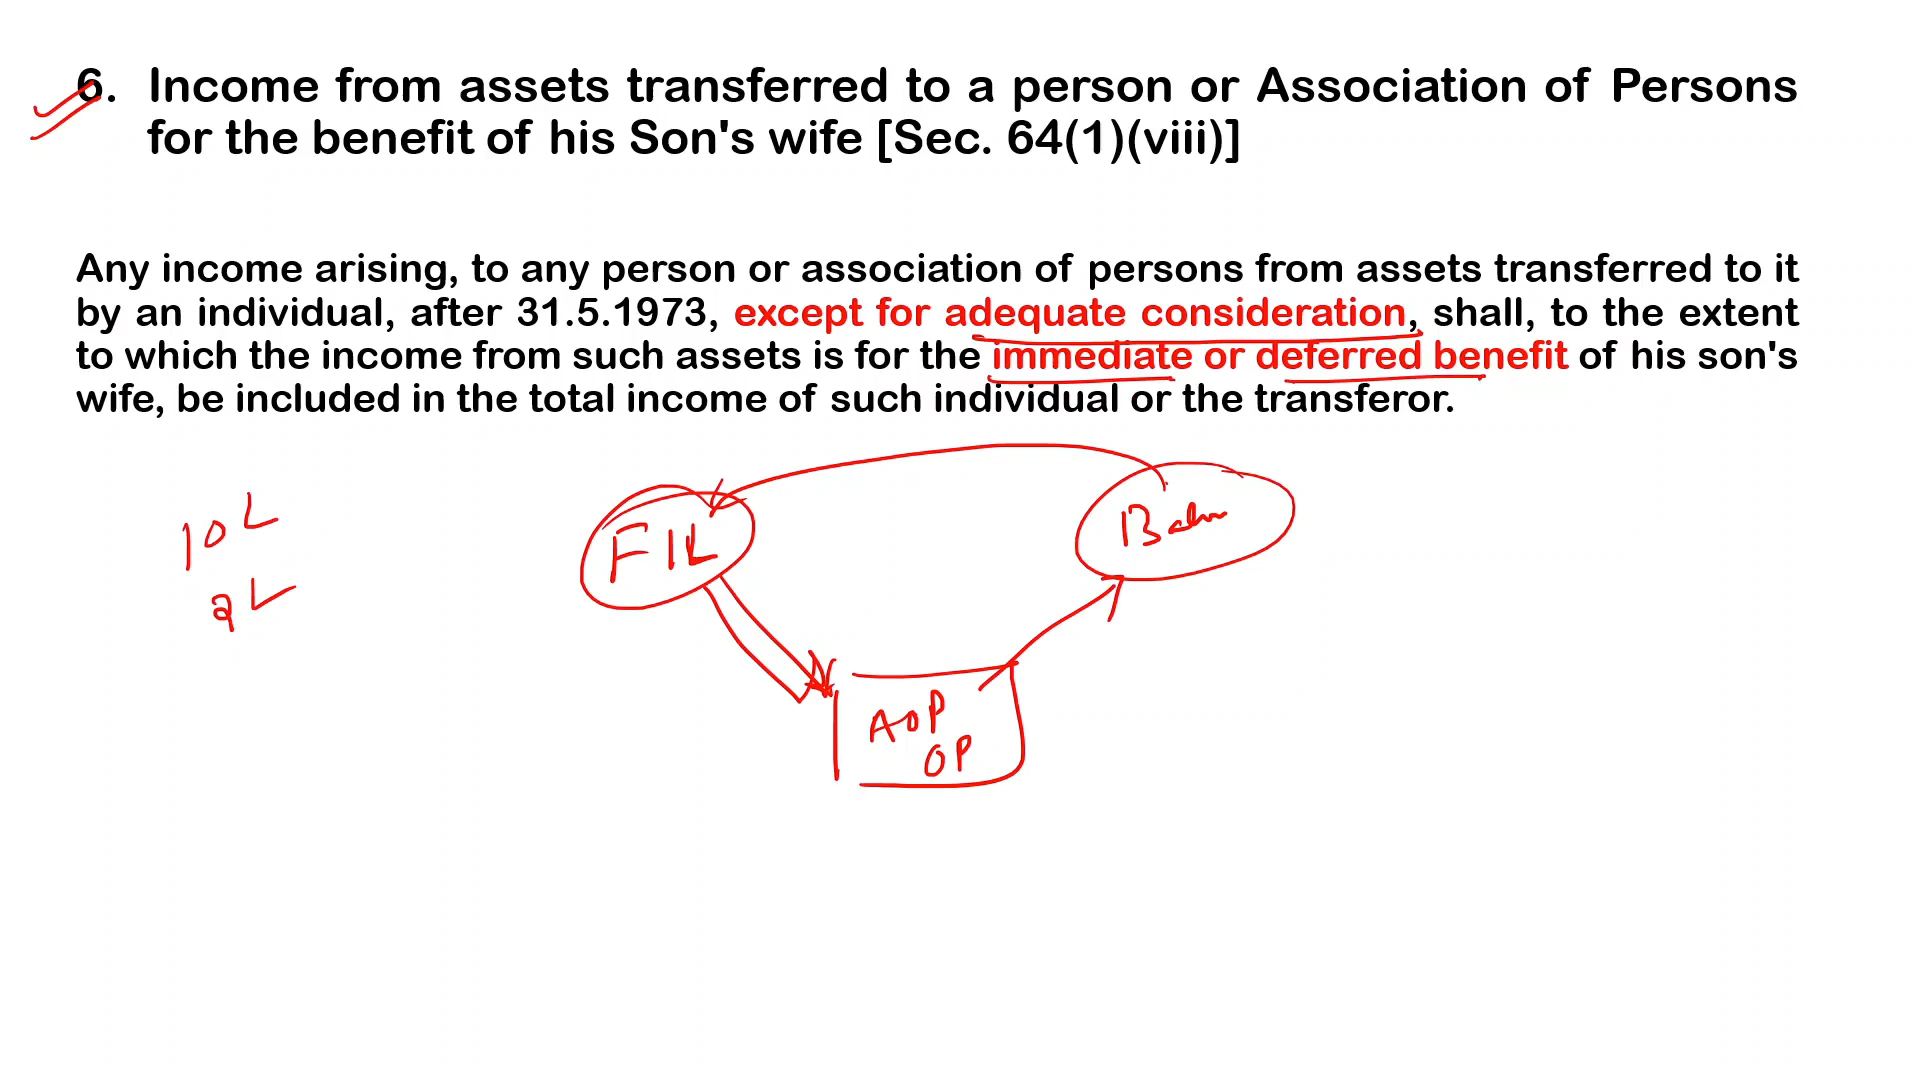 6. Income from assets transferred to a person or Association of Persons
for the benefit of his Son's wife [Sec. 64(1)(viii)]
Any income arising, to any person or association of persons from assets transferred to it
by an individual, after 31.5.1973, except for adequate consideration, shall, to the extent
to which the income from such assets is for the immediate or deferred benefit of his son's
wife, be included in the total income of such individual or the transferor.
10 L
2 L
FIL
Bahu
AOP
OP